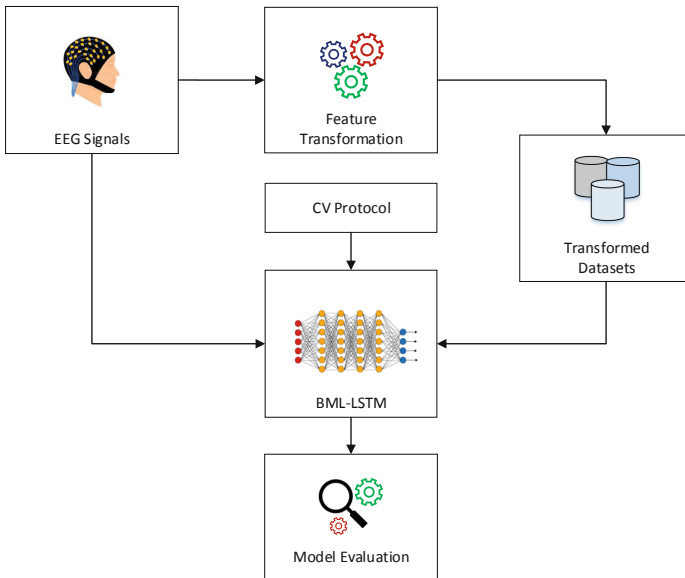 EEG Signals
Feature
Transformation
CV Protocol
Transformed
Datasets
BML-LSTM
Model Evaluation